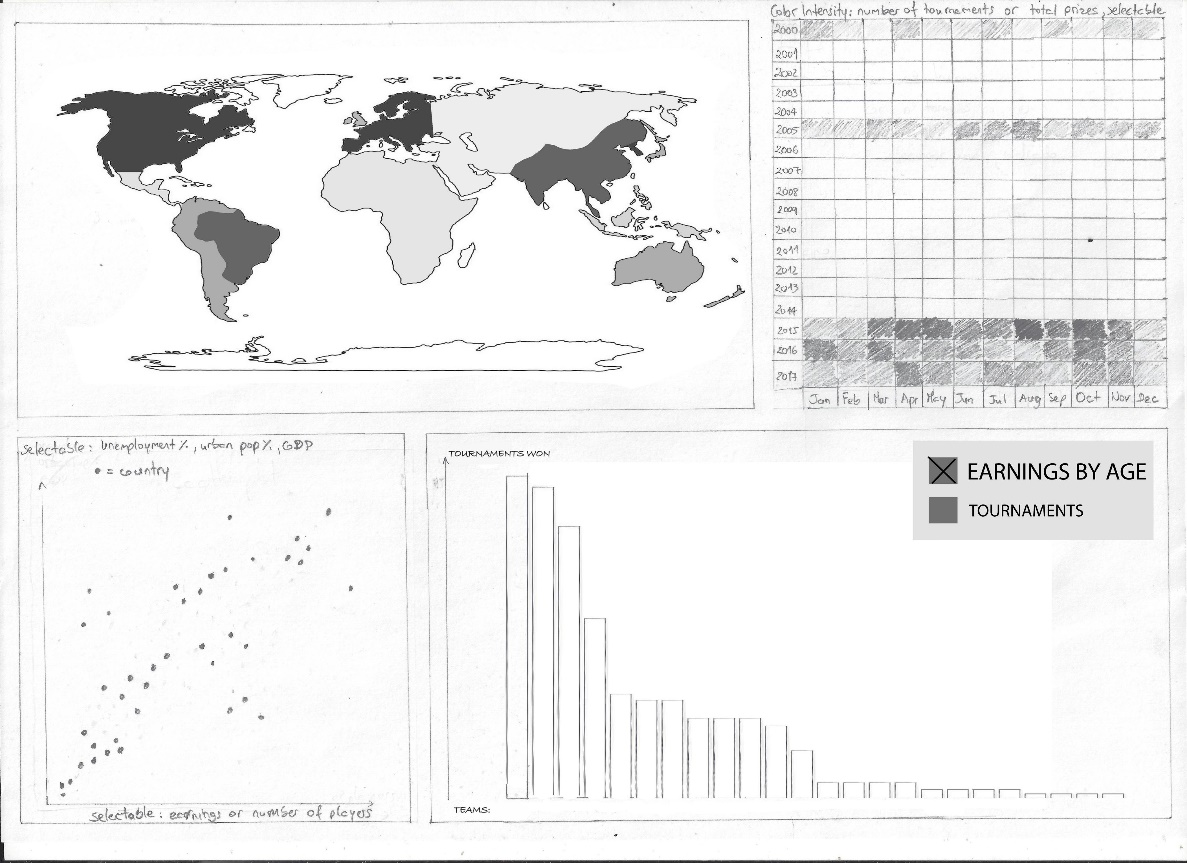 Color Intensity: number of tournaments or total prizes, selectable
2000
2001
2002
2003
2004
2005
2006
2007
2008
2009
2010
2011
2012
2013
2014
2015
2016
2017
Jan Feb Mar Apr May Jun Jul Aug Sep Oct Nov Dec
selectable: Unemployment %, urban pop %, GDP
• = country
selectable: earnings or number of players
TOURNAMENTS WON
EARNINGS BY AGE
TOURNAMENTS
TEAMS: